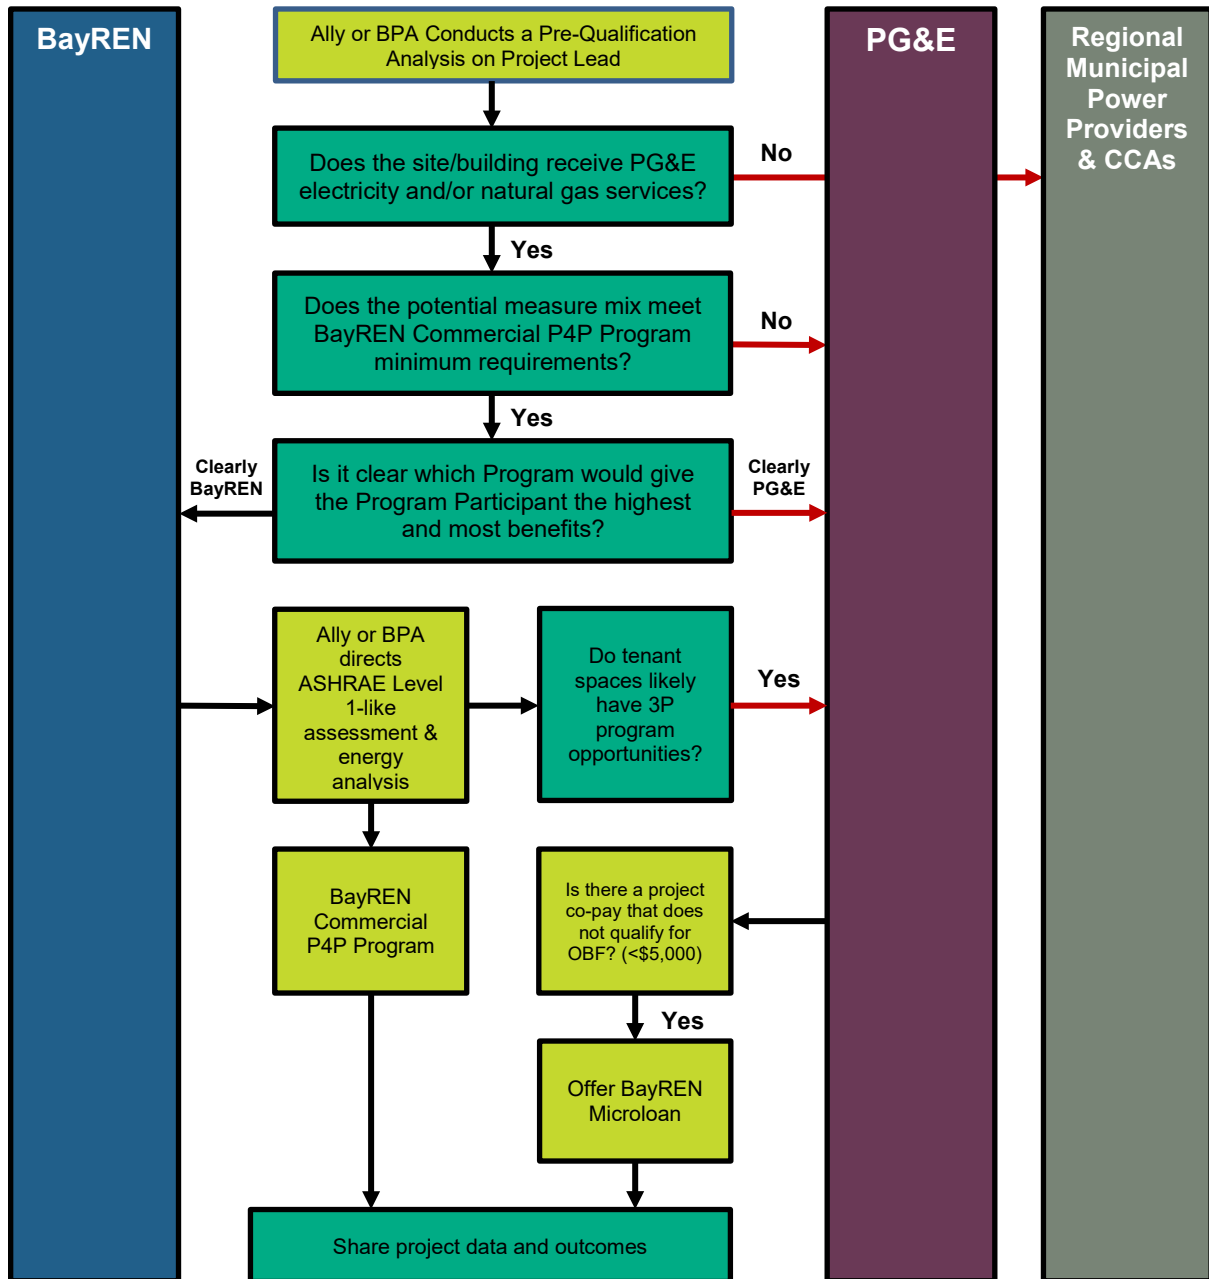 BayREN
Ally or BPA Conducts a Pre-Qualification
Analysis on Project Lead
PG&E
Regional
Municipal
Power
Providers
& CCAs
Does the site/building receive PG&E
electricity and/or natural gas services?
No
Yes
Does the potential measure mix meet
BayREN Commercial P4P Program
minimum requirements?
No
Yes
Clearly
BayREN
Is it clear which Program would give
the Program Participant the highest
and most benefits?
Clearly
PG&E
Ally or BPA
directs
ASHRAE Level
1-like
assessment &
energy
analysis
Do tenant
spaces likely
have 3P
program
opportunities?
Yes
BayREN
Commercial
P4P Program
Is there a project
co-pay that does
not qualify for
OBF? (<$5,000)
Yes
Offer BayREN
Microloan
Share project data and outcomes